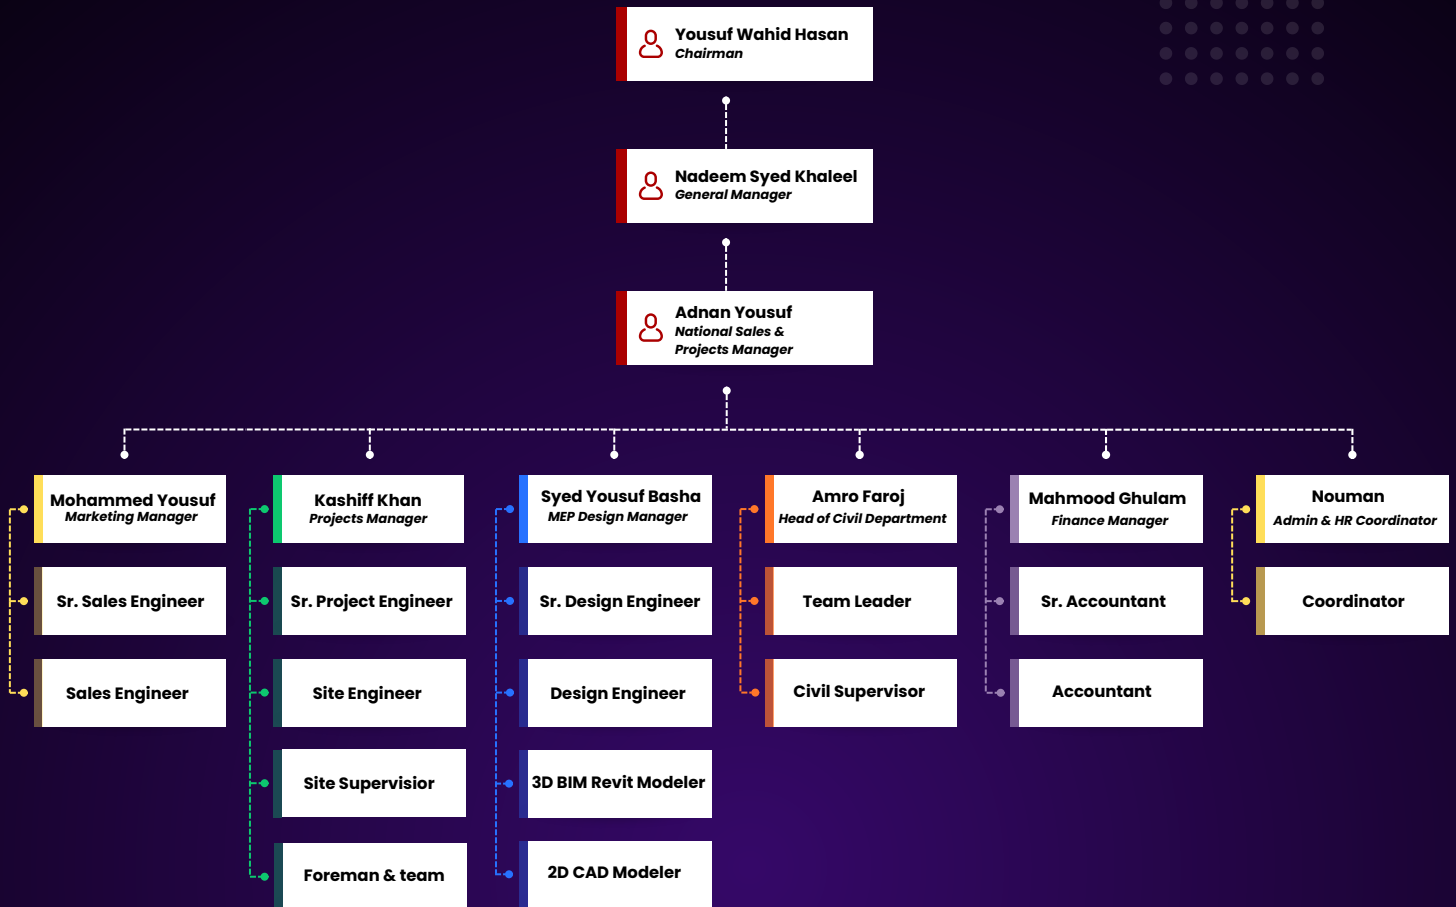 Yousuf Wahid Hasan
Chairman
Nadeem Syed Khaleel
General Manager
Adnan Yousuf
National Sales &
Projects Manager
Mohammed Yousuf
Marketing Manager
Sr. Sales Engineer
Sales Engineer
Kashiff Khan
Projects Manager
Sr. Project Engineer
Site Engineer
Site Supervisior
Foreman & team
Syed Yousuf Basha
MEP Design Manager
Sr. Design Engineer
Design Engineer
3D BIM Revit Modeler
2D CAD Modeler
Amro Faroj
Head of Civil Department
Team Leader
Civil Supervisor
Mahmood Ghulam
Finance Manager
Sr. Accountant
Accountant
Nouman
Admin & HR Coordinator
Coordinator